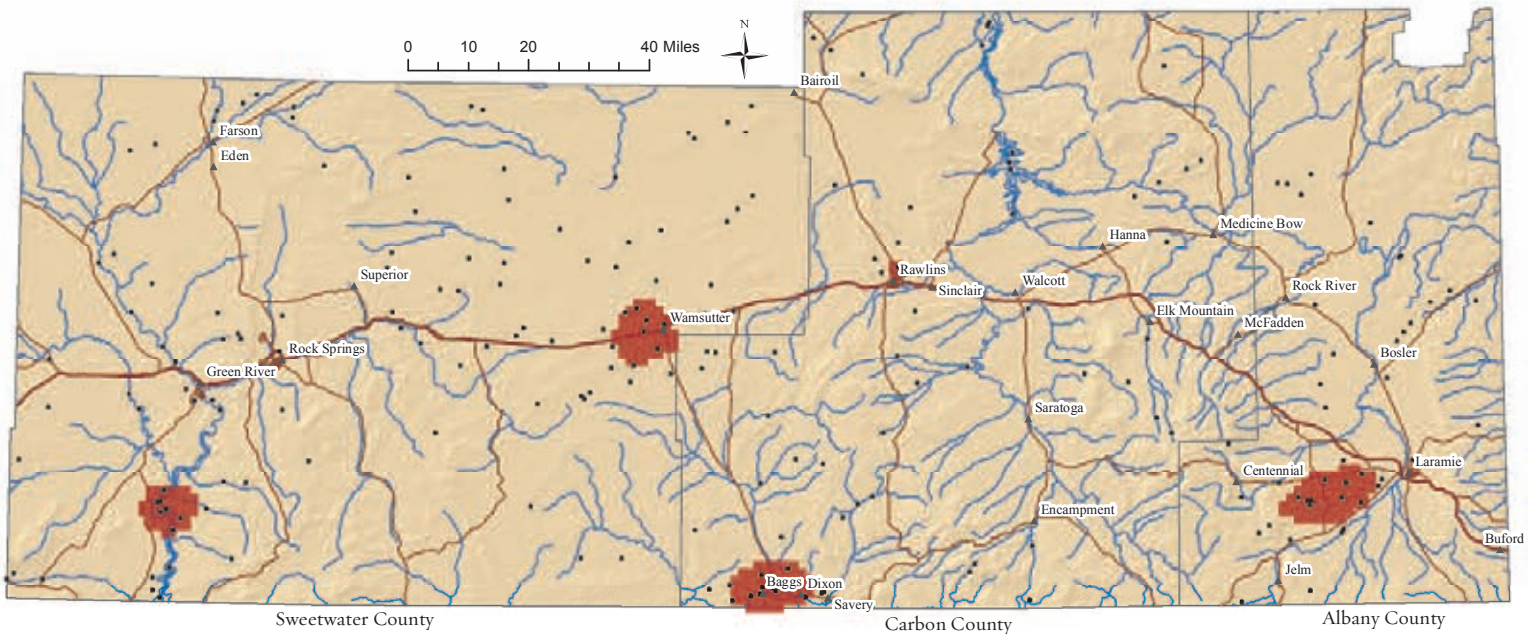 N
0 10 20 40 Miles
Bairoil
Farson
Eden
Medicine Bow
Hanna
Superior
Rawlins
Sinclair
Walcott
Rock River
Elk Mountain
Wamsutter
McFadden
Rock Springs
Bosler
Green River
Saratoga
Centennial
Laramie
Encampment
Buford
Jelm
Baggs Dixon
Savery
Sweetwater County
Carbon County
Albany County